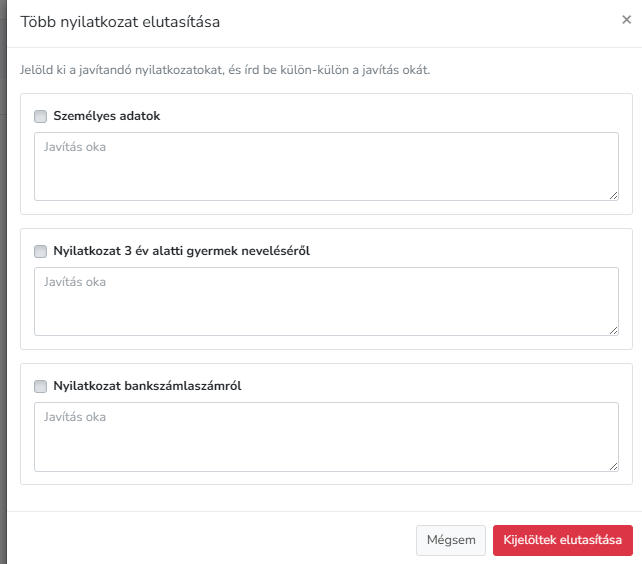 Több nyilatkozat elutasítása
×
Jelöld ki a javítandó nyilatkozatokat, és írd be külön-külön a javítás okát.
Személyes adatok
Javítás oka
Nyilatkozat 3 év alatti gyermek neveléséről
Javítás oka
Nyilatkozat bankszámlaszámról
Javítás oka
Mégsem
Kijelöltek elutasítása